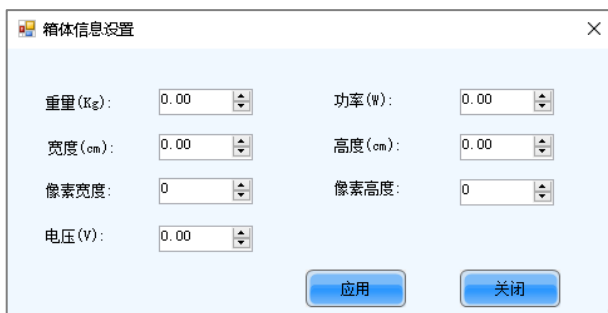 箱体信息设置
重量(Kg): 0.00 功率(W): 0.00
宽度(cm): 0.00 高度(cm): 0.00
像素宽度: 0 像素高度: 0
电压(V): 0.00
应用 关闭